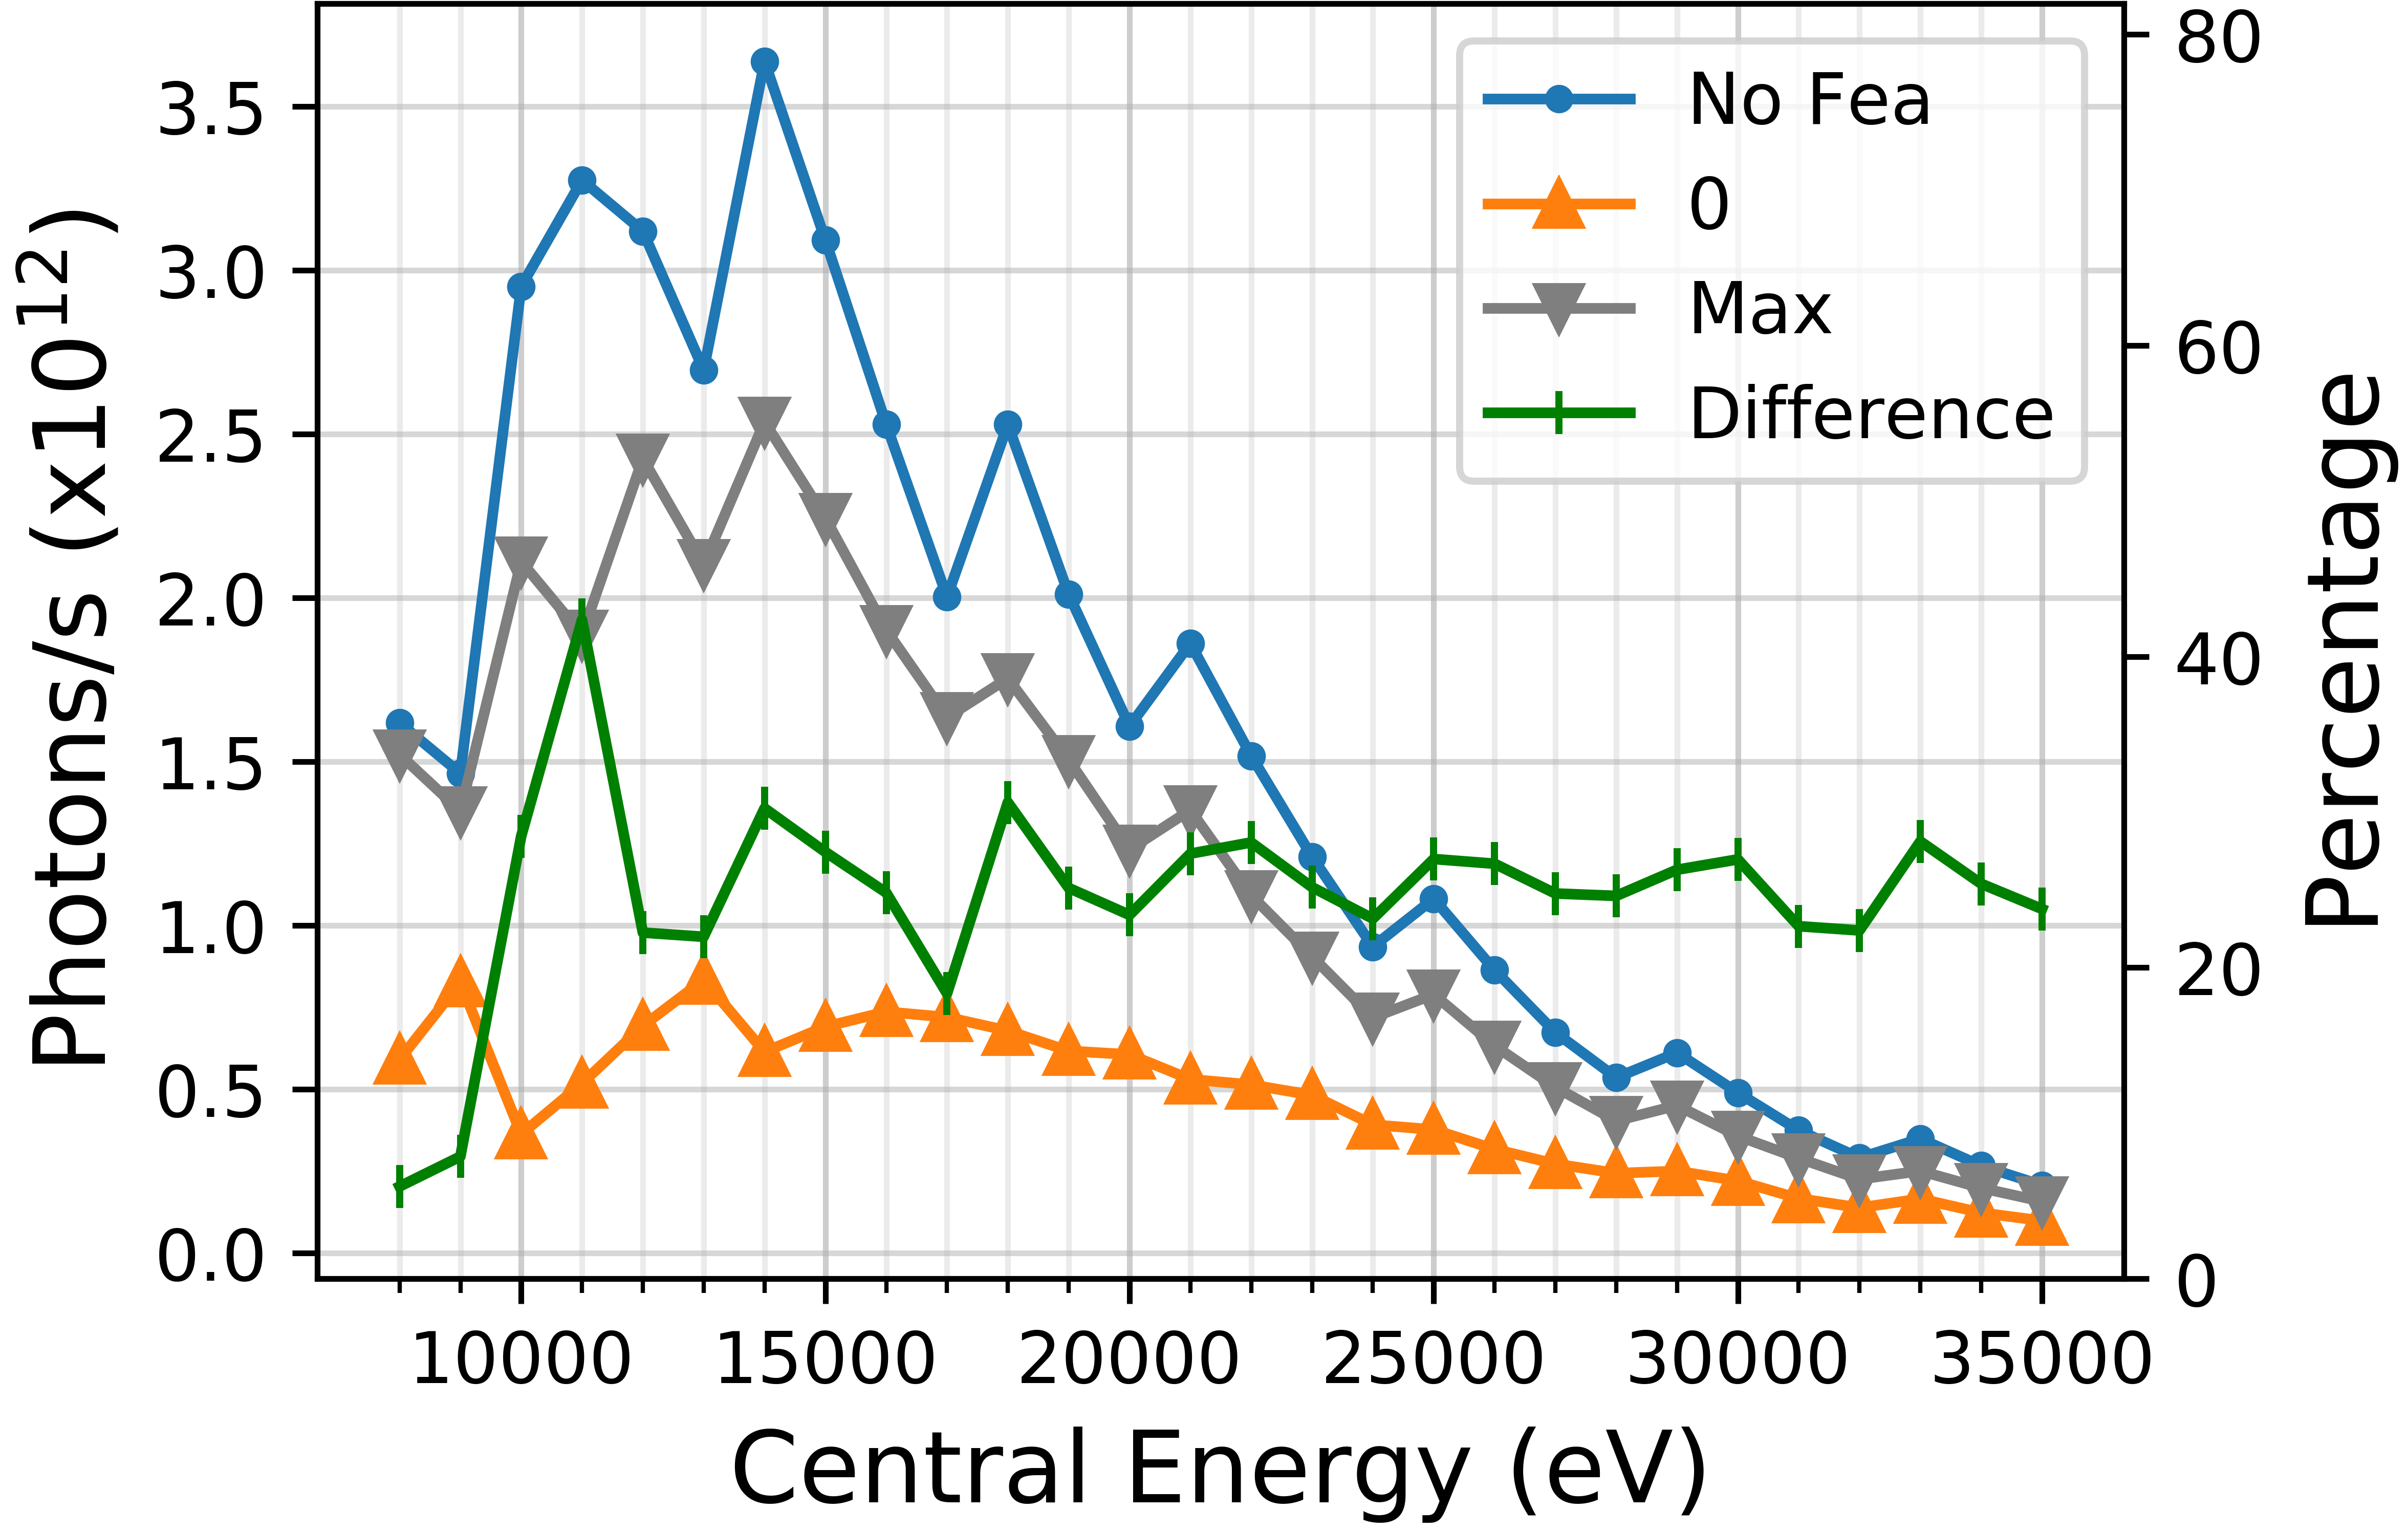 Photons/s (x10¹²)
3.5
3.0
2.5
2.0
1.5
1.0
0.5
0.0
No Fea
0
Max
Difference
80
60
40
20
0
Percentage
10000 15000 20000 25000 30000 35000
Central Energy (eV)